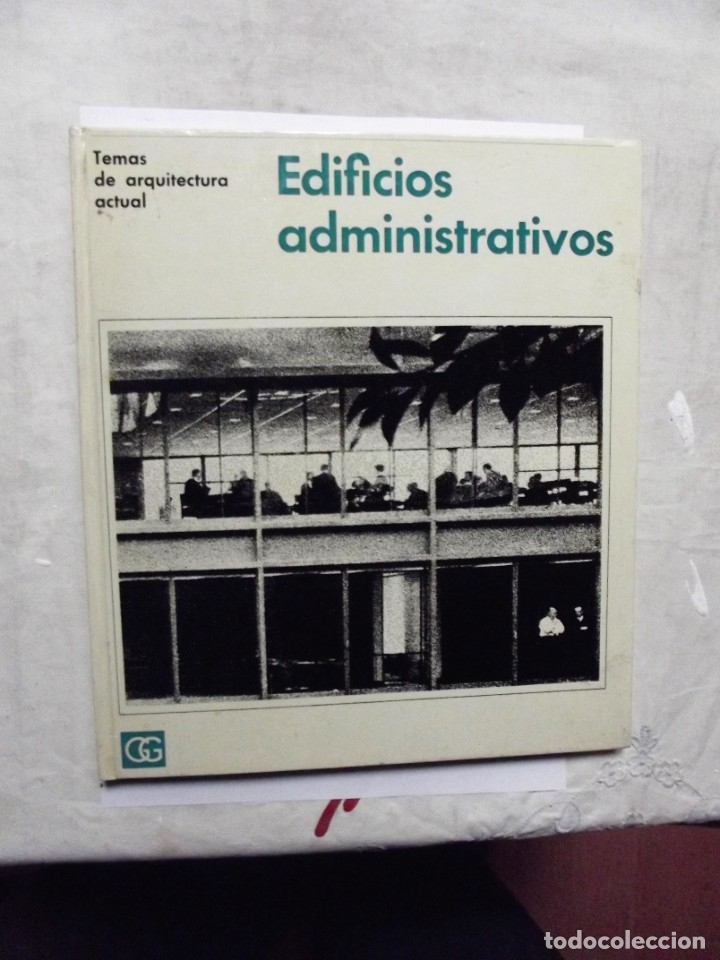 Temas
de arquitectura
actual
Edificios
administrativos
GG
todocoleccion